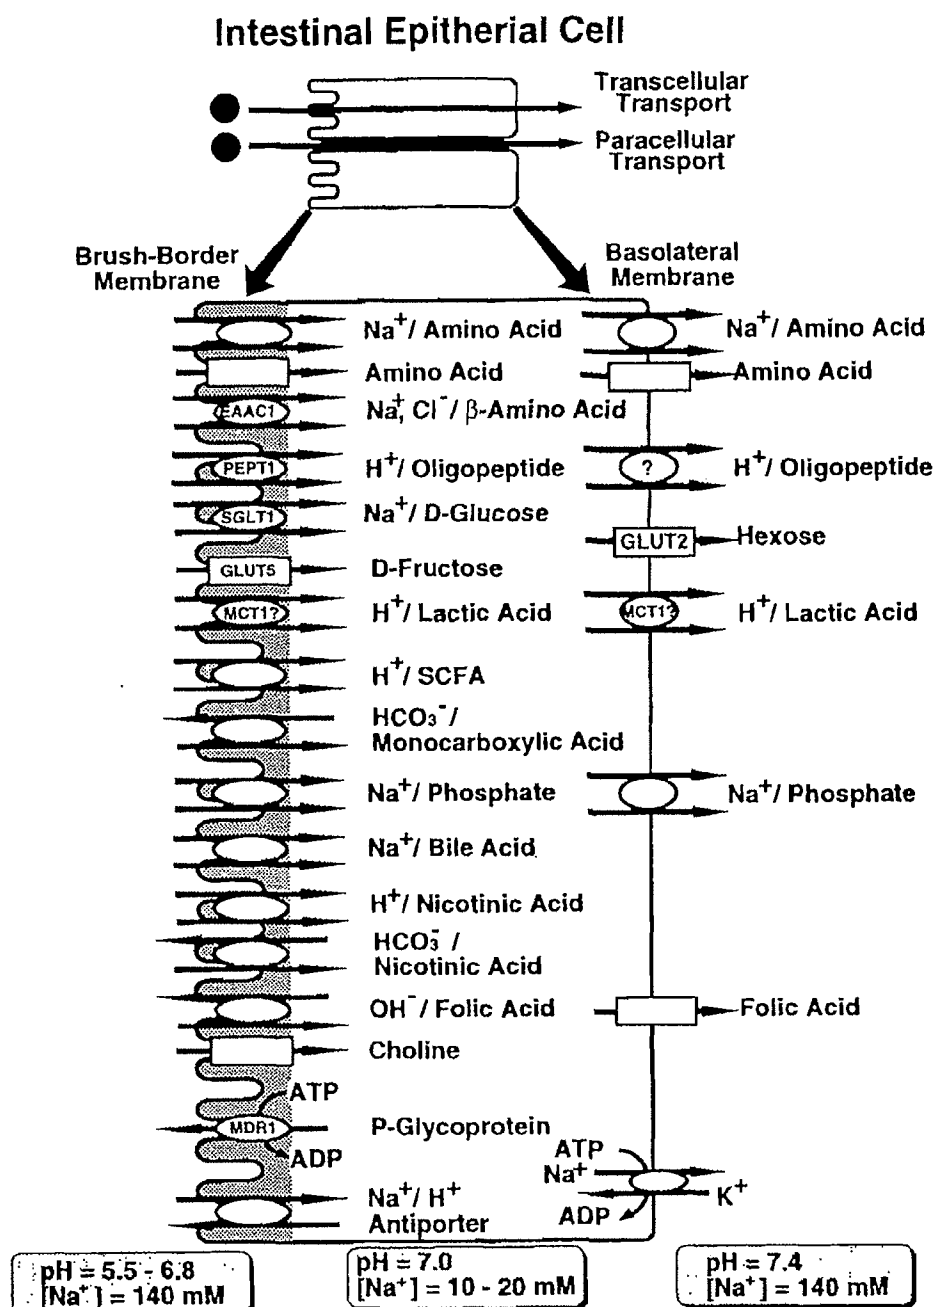 Intestinal Epitherial Cell
Transcellular
Transport
Paracellular
Transport
Brush-Border
Membrane
Basolateral
Membrane
Na+/ Amino Acid
Na+/ Amino Acid
Amino Acid
Amino Acid
EAAC1
Na+, Cl-/ β-Amino Acid
PEPT1
H+/ Oligopeptide
?
H+/ Oligopeptide
SGLT1
Na+/ D-Glucose
GLUT2
Hexose
GLUT5
D-Fructose
MCT1?
H+/ Lactic Acid
MCT1?
H+/ Lactic Acid
H+/ SCFA
HCO3-/
Monocarboxylic Acid
Na+/ Phosphate
Na+/ Phosphate
Na+/ Bile Acid
H+/ Nicotinic Acid
HCO3- /
Nicotinic Acid
OH-/ Folic Acid
Folic Acid
Choline
ATP
MDR1
P-Glycoprotein
ADP
ATP
Na+
K+
ADP
Na+/ H+
Antiporter
pH = 5.5 - 6.8
[Na+] = 140 mM
pH = 7.0
[Na+] = 10 - 20 mM
pH = 7.4
[Na+] = 140 mM